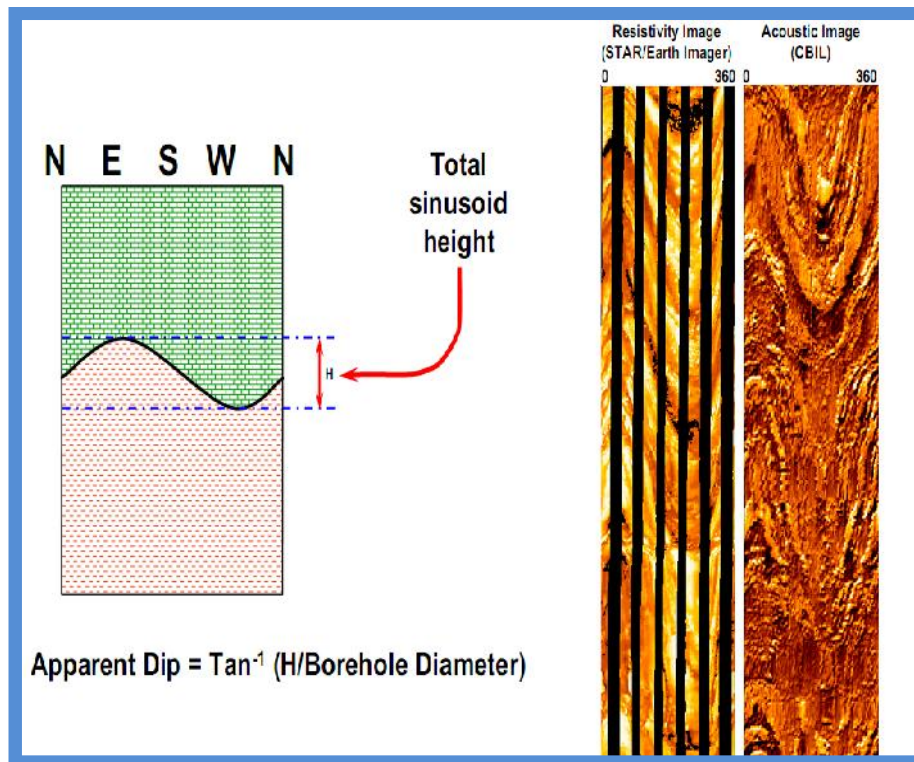 Resistivity Image
(STAR/Earth Imager)
0 360
Acoustic Image
(CBIL)
0 360
N E S W N
Total
sinusoid
height
H
Apparent Dip = Tan⁻¹ (H/Borehole Diameter)